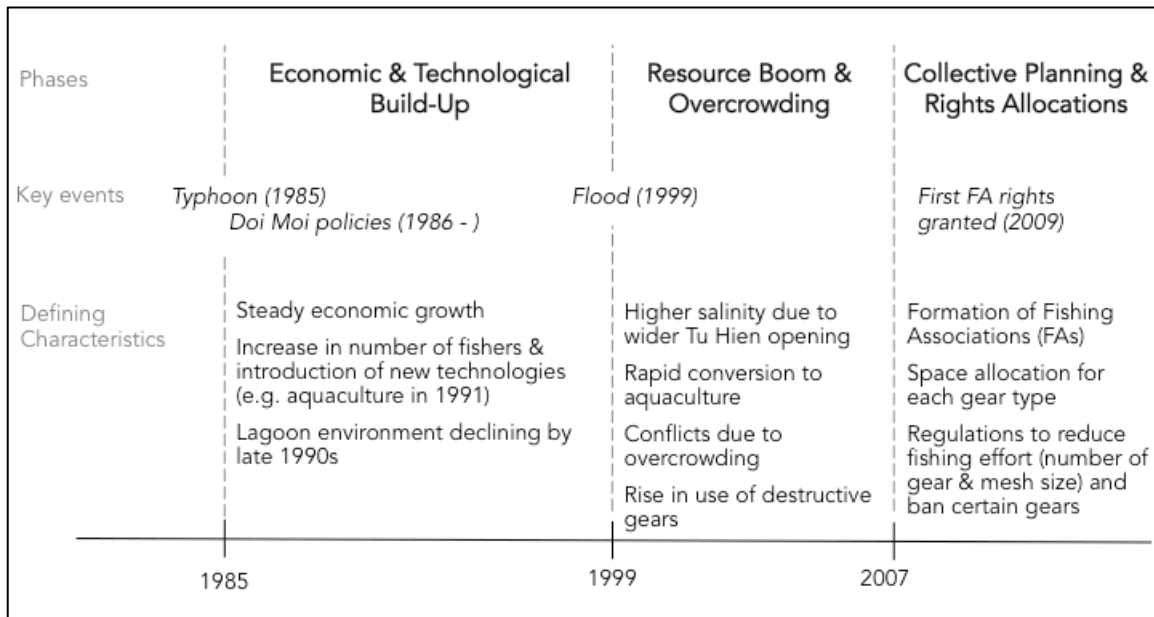 Phases
Economic & Technological
Build-Up
Resource Boom &
Overcrowding
Collective Planning &
Rights Allocations
Key events
Typhoon (1985)
Doi Moi policies (1986 - )
Flood (1999)
First FA rights
granted (2009)
Defining
Characteristics
Steady economic growth
Increase in number of fishers &
introduction of new technologies
(e.g. aquaculture in 1991)
Lagoon environment declining by
late 1990s
Higher salinity due to
wider Tu Hien opening
Rapid conversion to
aquaculture
Conflicts due to
overcrowding
Rise in use of destructive
gears
Formation of Fishing
Associations (FAs)
Space allocation for
each gear type
Regulations to reduce
fishing effort (number of
gear & mesh size) and
ban certain gears
1985
1999
2007